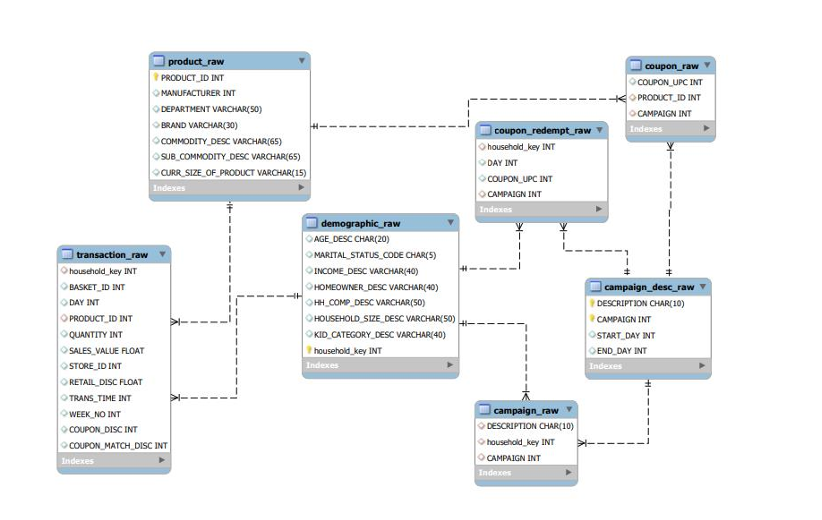 product_raw
PRODUCT_ID INT
MANUFACTURER INT
DEPARTMENT VARCHAR(50)
BRAND VARCHAR(30)
COMMODITY_DESC VARCHAR(65)
SUB_COMMODITY_DESC VARCHAR(65)
CURR_SIZE_OF_PRODUCT VARCHAR(15)
Indexes
coupon_raw
COUPON_UPC INT
PRODUCT_ID INT
CAMPAIGN INT
Indexes
coupon_redempt_raw
household_key INT
DAY INT
COUPON_UPC INT
CAMPAIGN INT
Indexes
demographic_raw
AGE_DESC CHAR(20)
MARITAL_STATUS_CODE CHAR(5)
INCOME_DESC VARCHAR(40)
HOMEOWNER_DESC VARCHAR(40)
HH_COMP_DESC VARCHAR(50)
HOUSEHOLD_SIZE_DESC VARCHAR(50)
KID_CATEGORY_DESC VARCHAR(40)
household_key INT
Indexes
transaction_raw
household_key INT
BASKET_ID INT
DAY INT
PRODUCT_ID INT
QUANTITY INT
SALES_VALUE FLOAT
STORE_ID INT
RETAIL_DISC FLOAT
TRANS_TIME INT
WEEK_NO INT
COUPON_DISC INT
COUPON_MATCH_DISC INT
Indexes
campaign_desc_raw
DESCRIPTION CHAR(10)
CAMPAIGN INT
START_DAY INT
END_DAY INT
Indexes
campaign_raw
DESCRIPTION CHAR(10)
household_key INT
CAMPAIGN INT
Indexes